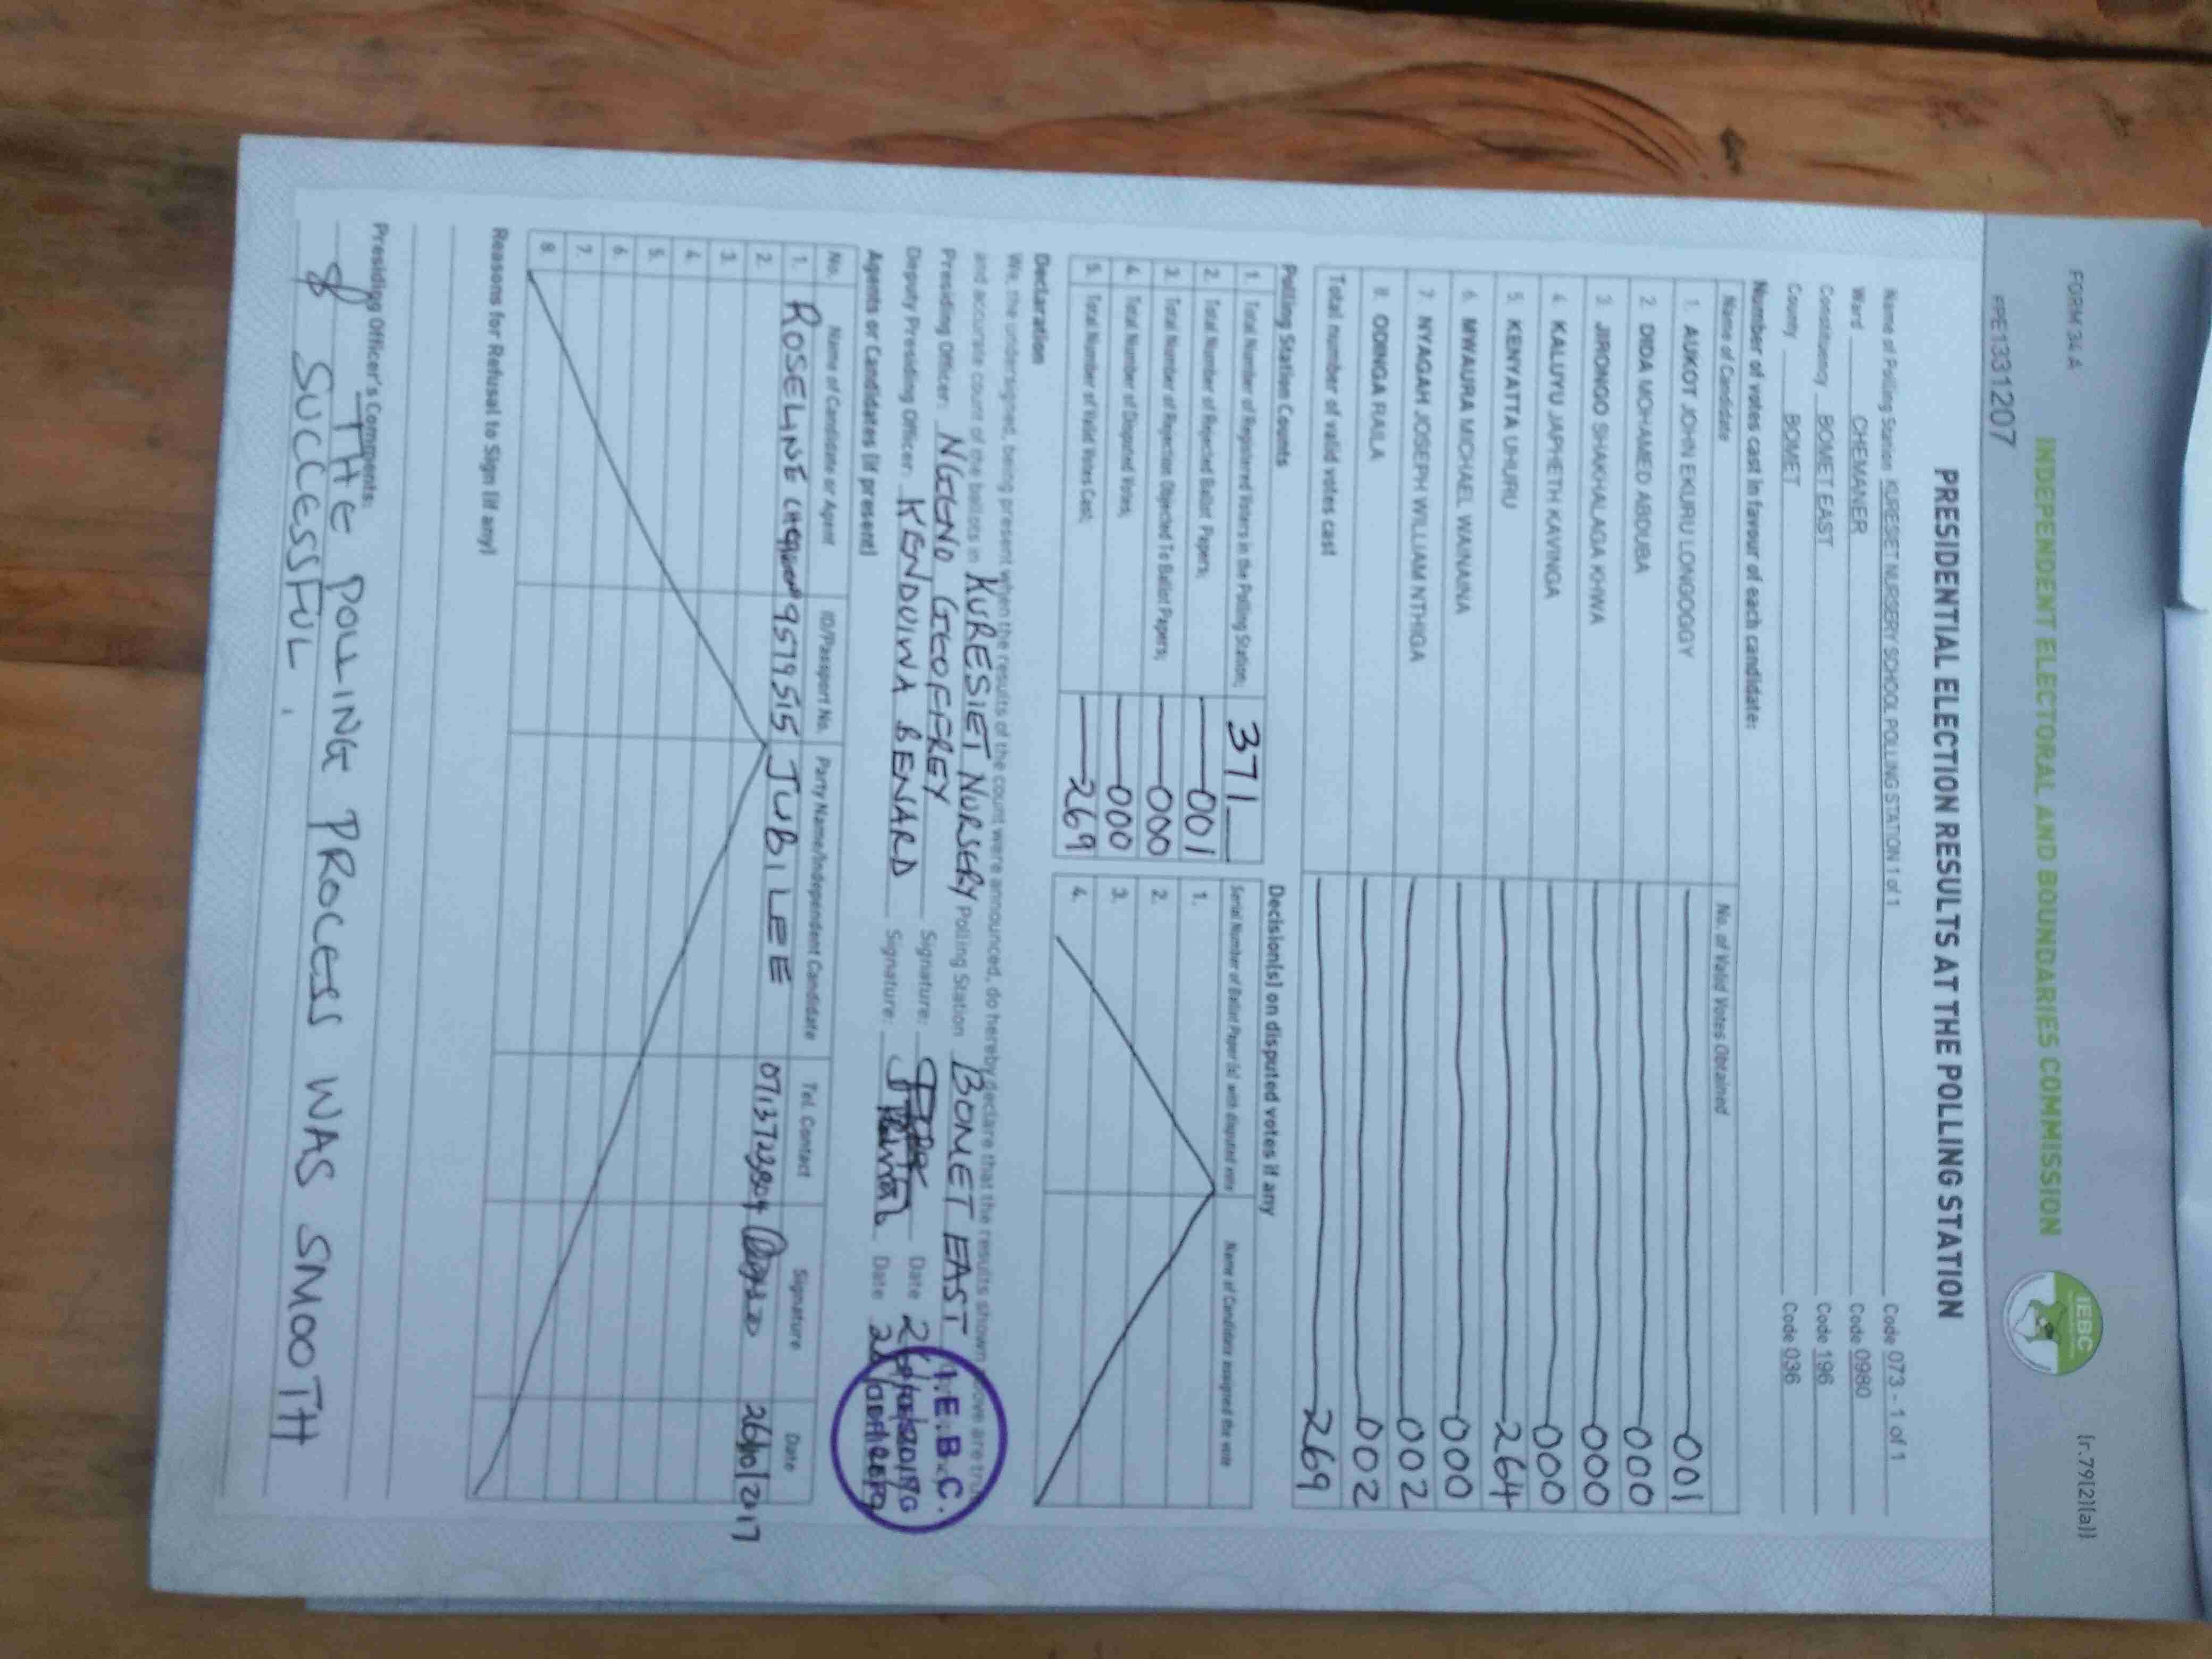 FORM 34 A
(r.79(2)(a))
INDEPENDENT ELECTORAL AND BOUNDARIES COMMISSION
IEBC
PPE1331207
PRESIDENTIAL ELECTION RESULTS AT THE POLLING STATION
Name of Polling Station KURESIET NURSERY SCHOOL POLLING STATION 1 of 1 Code 073 - 1 of 1
Ward CHEMANER Code 0980
Constituency BOMET EAST Code 196
County BOMET Code 036
Number of votes cast in favour of each candidate:
Name of Candidate No. of Valid Votes Obtained
1. AUKOT JOHN EKURU LONGOGGY 001
2. DIDA MOHAMED ABDUBA 000
3. JIRONGO SHAKHALAGA KHWA 000
4. KALUYU JAPHETH KAVINGA 000
5. KENYATTA UHURU 264
6. MWAURA MICHAEL WAINAINA 000
7. NYAGAH JOSEPH WILLIAM NTHIGA 002
8. ODINGA RAILA 002
Total number of valid votes cast 269
Polling Station Counts
1. Total Number of Registered Voters in the Polling Station; 371
2. Total Number of Rejected Ballot Papers; 001
3. Total Number of Rejection Objected To Ballot Papers; 000
4. Total Number of Disputed Votes; 000
5. Total Number of Valid Votes Cast; 269
Decision(s) on disputed votes if any
Serial Number of Ballot Paper (s) with disputed vote Name of Candidate assigned the vote
1.
2.
3.
4.
Declaration
We, the undersigned, being present when the results of the count were announced, do hereby declare that the results shown above are true
and accurate count of the ballots in KURESIET NURSERY Polling Station BOMET EAST
Presiding Officer: NGENO GEOFFREY Signature: Date
Deputy Presiding Officer: KENDUIWA BENARD Signature: Date
I.E.B.C.
Agents or Candidates (if present)
No. Name of Candidate or Agent ID/Passport No. Party Name/Independent Candidate Tel. Contact Signature Date
1. ROSELINE 9579515 JUBILEE 0713723804 26/10/2017
2.
3.
4.
5.
6.
7.
8.
Reasons for Refusal to Sign (if any)
Presiding Officer's Comments:
THE POLLING PROCESS WAS SMOOTH
& SUCCESSFUL.